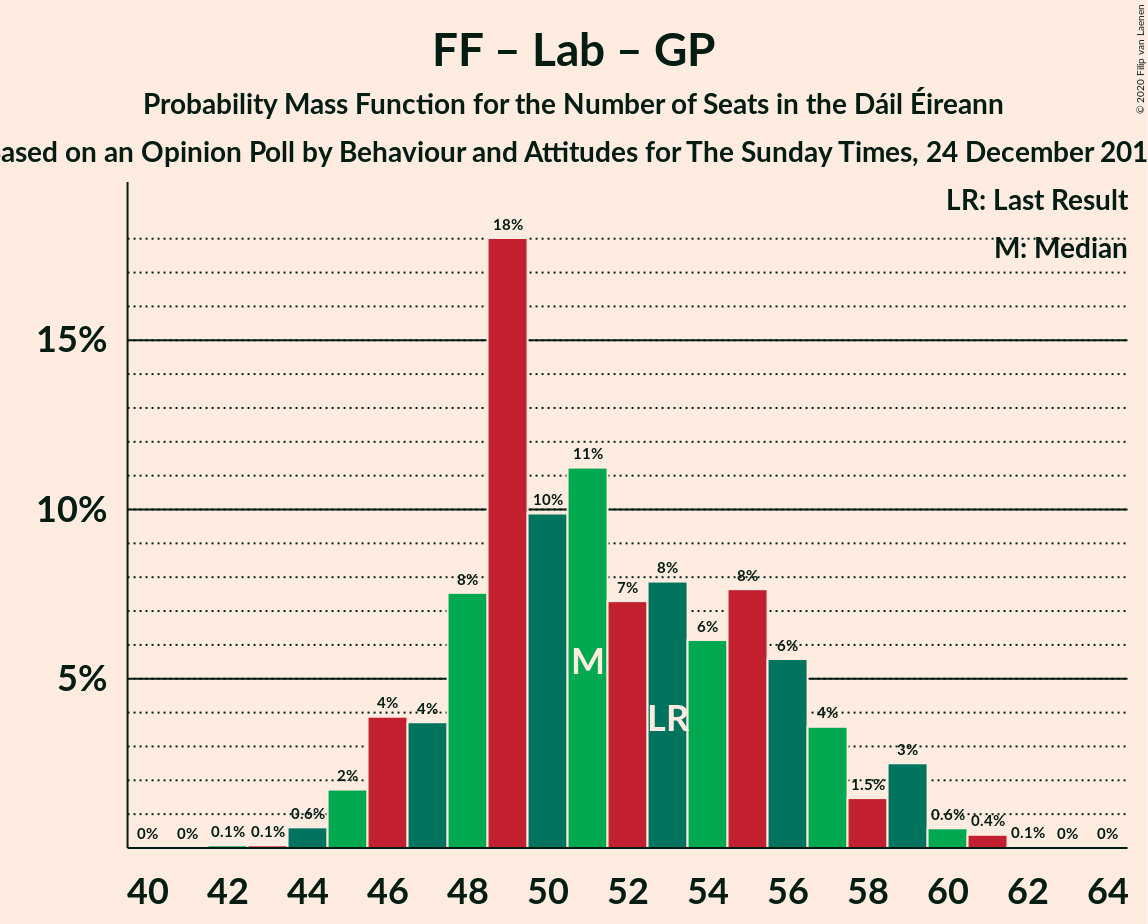 FF – Lab – GP
Probability Mass Function for the Number of Seats in the Dáil Éireann
on an Opinion Poll by Behaviour and Attitudes for The Sunday Times, 24 December
© 2020 Filip van Laenen
LR: Last Result
M: Median
15%
10%
5%
0% 0% 0.1% 0.1% 0.6% 2% 4% 4% 8% 18% 10% 11% 7% 8% 6% 8% 6% 4% 1.5% 3% 0.6% 0.4% 0.1% 0% 0%
M
LR
40 42 44 46 48 50 52 54 56 58 60 62 64